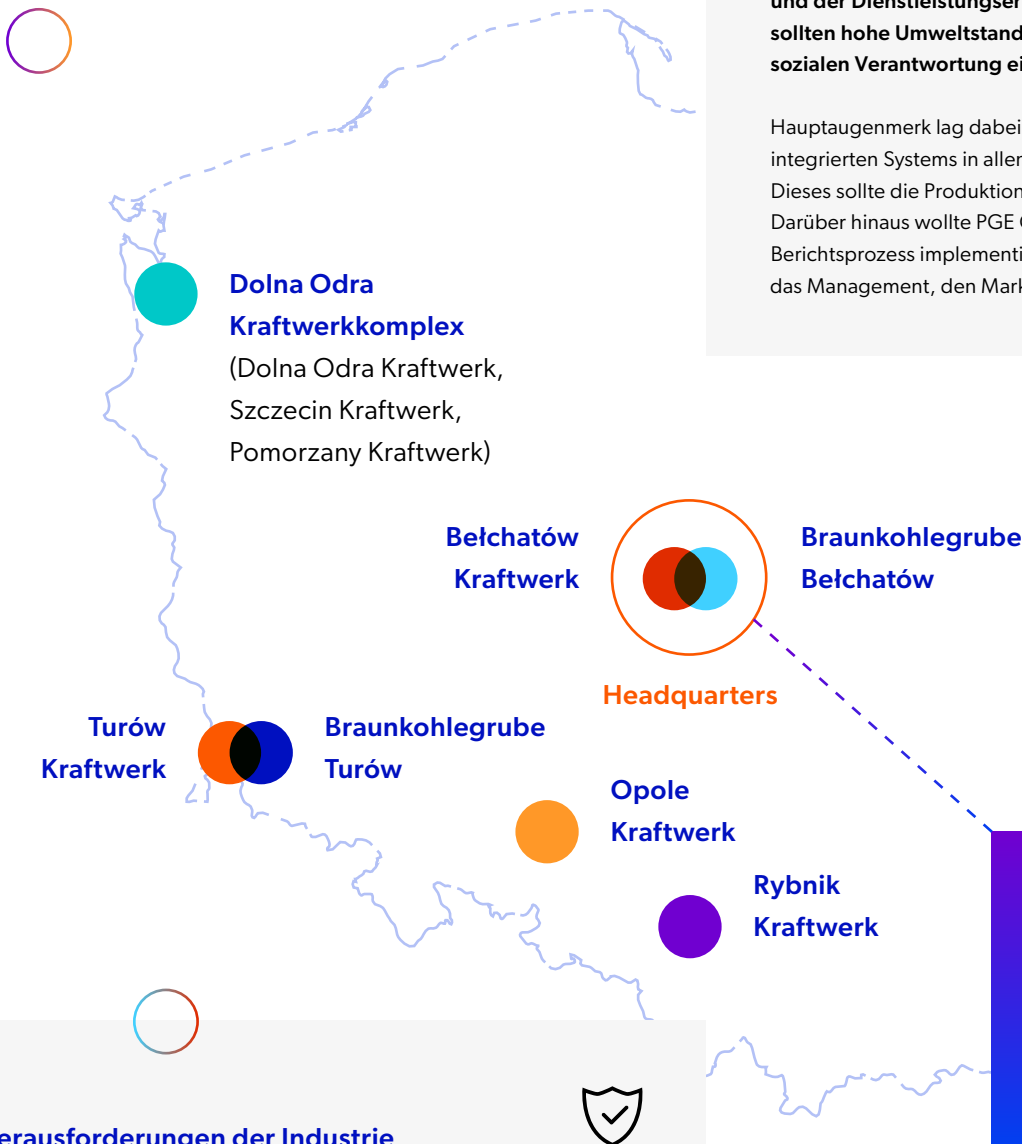 und der Dienstleistungser
sollten hohe Umweltstand
sozialen Verantwortung ei
Hauptaugenmerk lag dabei
integrierten Systems in aller
Dieses sollte die Produktion
Darüber hinaus wollte PGE
Berichtsprozess implementi
das Management, den Mark
Dolna Odra
Kraftwerkkomplex
(Dolna Odra Kraftwerk,
Szczecin Kraftwerk,
Pomorzany Kraftwerk)
Bełchatów
Kraftwerk
Braunkohlegrube
Bełchatów
Headquarters
Turów
Kraftwerk
Braunkohlegrube
Turów
Opole
Kraftwerk
Rybnik
Kraftwerk
erausforderungen der Industrie